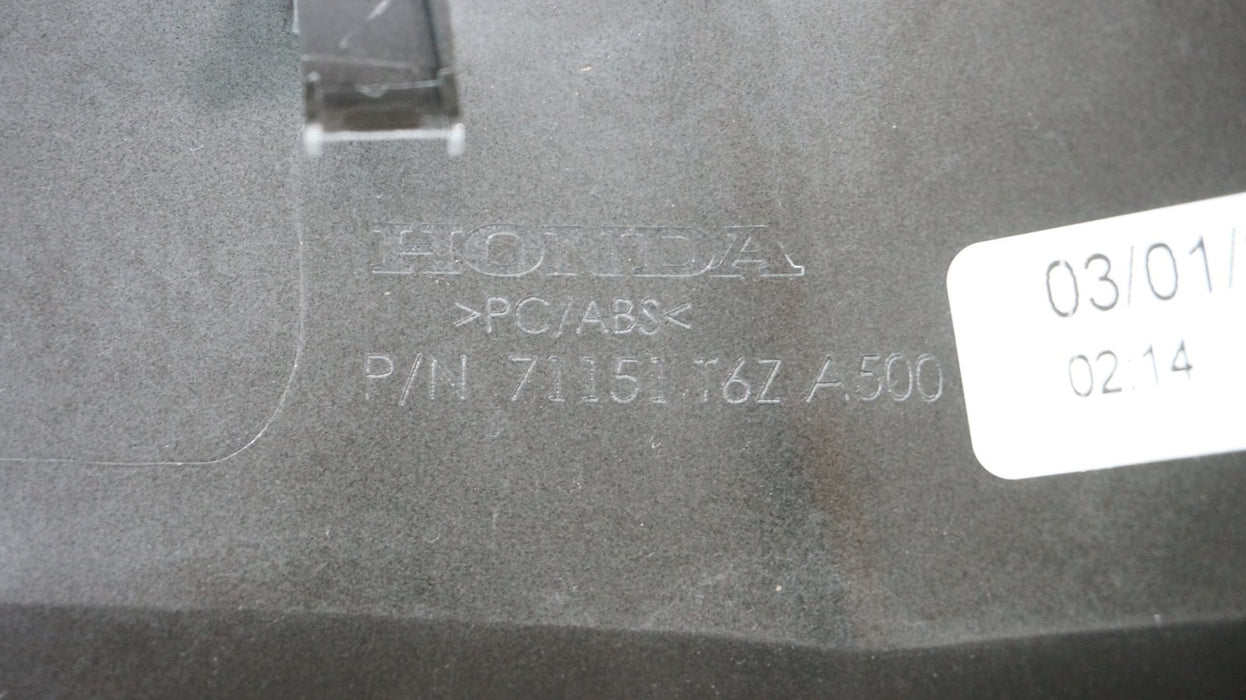 HONDA
>PC/ABS<
P/N 71151 T6Z A500
03/01/
02:14